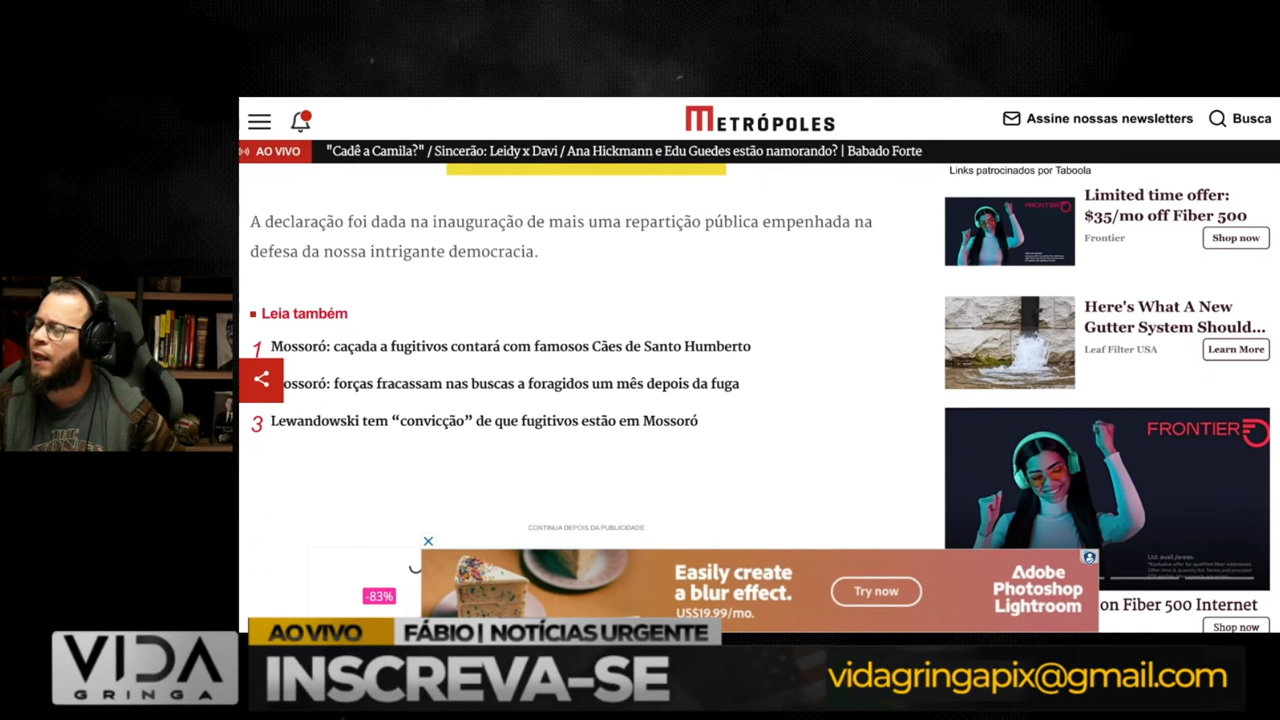 METRÓPOLES
Assine nossas newsletters
Busca
AO VIVO
"Cadê a Camila?" / Sincerão: Leidy x Davi / Ana Hickmann e Edu Guedes estão namorando? | Babado Forte
A declaração foi dada na inauguração de mais uma repartição pública empenhada na
defesa da nossa intrigante democracia.
Leia também
1 Mossoró: caçada a fugitivos contará com famosos Cães de Santo Humberto
ossoró: forças fracassam nas buscas a foragidos um mês depois da fuga
3 Lewandowski tem “convicção” de que fugitivos estão em Mossoró
CONTINUA DEPOIS DA PUBLICIDADE
-83%
Easily create
a blur effect.
US$19.99/mo.
Try now
Adobe
Photoshop
Lightroom
Links patrocinados por Taboola
FRONTIER
Limited time offer:
$35/mo off Fiber 500
Frontier
Shop now
Here's What A New
Gutter System Should...
Leaf Filter USA
Learn More
FRONTIER
Ltd. avail./areas.
on Fiber 500 Internet
Shop now
THE
VIDA
GRINGA
AO VIVO
FÁBIO | NOTÍCIAS URGENTE
INSCREVA-SE
vidagringapix@gmail.com